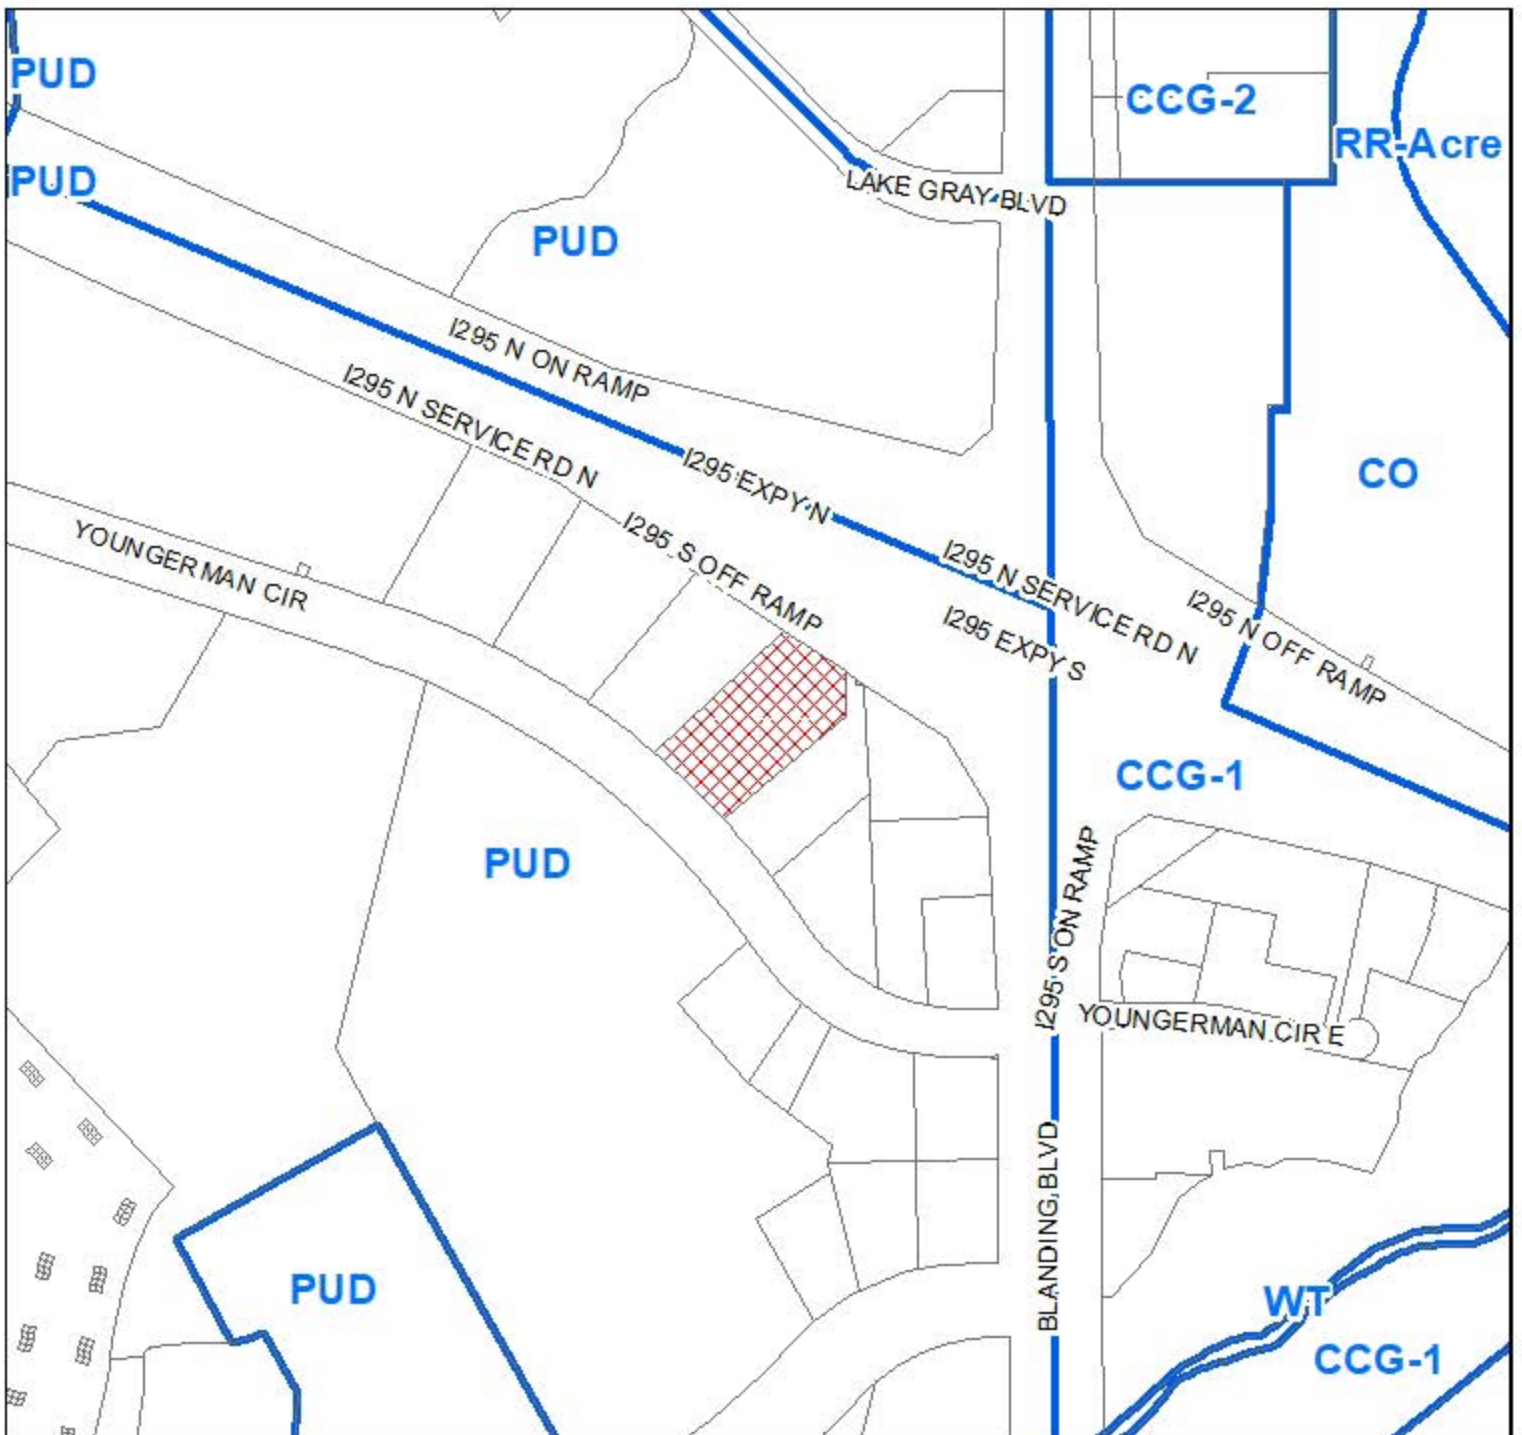 PUD
CCG-2
RR-Acre
PUD
LAKE GRAY BLVD
PUD
I295 N ON RAMP
I295 N SERVICE RD N
I295 EXPY N
CO
I295 S OFF RAMP
YOUNGERMAN CIR
I295 N SERVICE RD N
I295 N OFF RAMP
I295 EXPY S
CCG-1
PUD
I295 S ON RAMP
YOUNGERMAN CIR E
BLANDING BLVD
PUD
WT
CCG-1